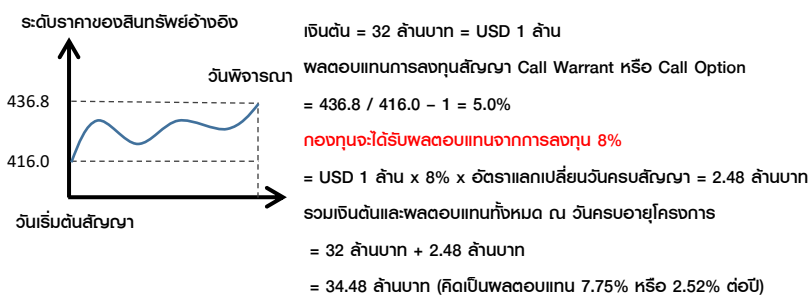 ระดับราคาของสินทรัพย์อ้างอิง
วันพิจารณา
436.8
416.0
วันเริ่มต้นสัญญา
เงินต้น = 32 ล้านบาท = USD 1 ล้าน
ผลตอบแทนการลงทุนสัญญา Call Warrant หรือ Call Option
= 436.8 / 416.0 – 1 = 5.0%
กองทุนจะได้รับผลตอบแทนจากการลงทุน 8%
= USD 1 ล้าน x 8% x อัตราแลกเปลี่ยนวันครบสัญญา = 2.48 ล้านบาท
รวมเงินต้นและผลตอบแทนทั้งหมด ณ วันครบอายุโครงการ
= 32 ล้านบาท + 2.48 ล้านบาท
= 34.48 ล้านบาท (คิดเป็นผลตอบแทน 7.75% หรือ 2.52% ต่อปี)